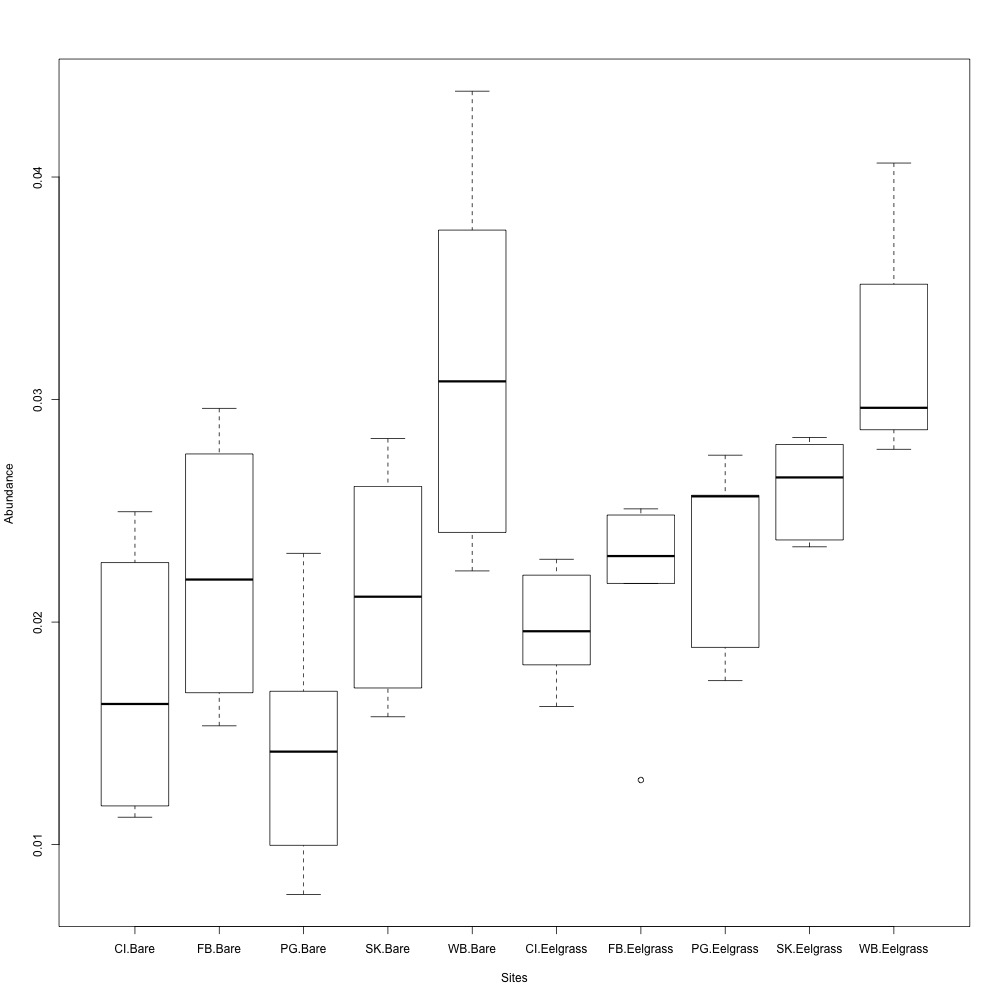 Abundance
0.04
0.03
0.02
0.01
CI.Bare FB.Bare PG.Bare SK.Bare WB.Bare CI.Eelgrass FB.Eelgrass PG.Eelgrass SK.Eelgrass WB.Eelgrass
Sites